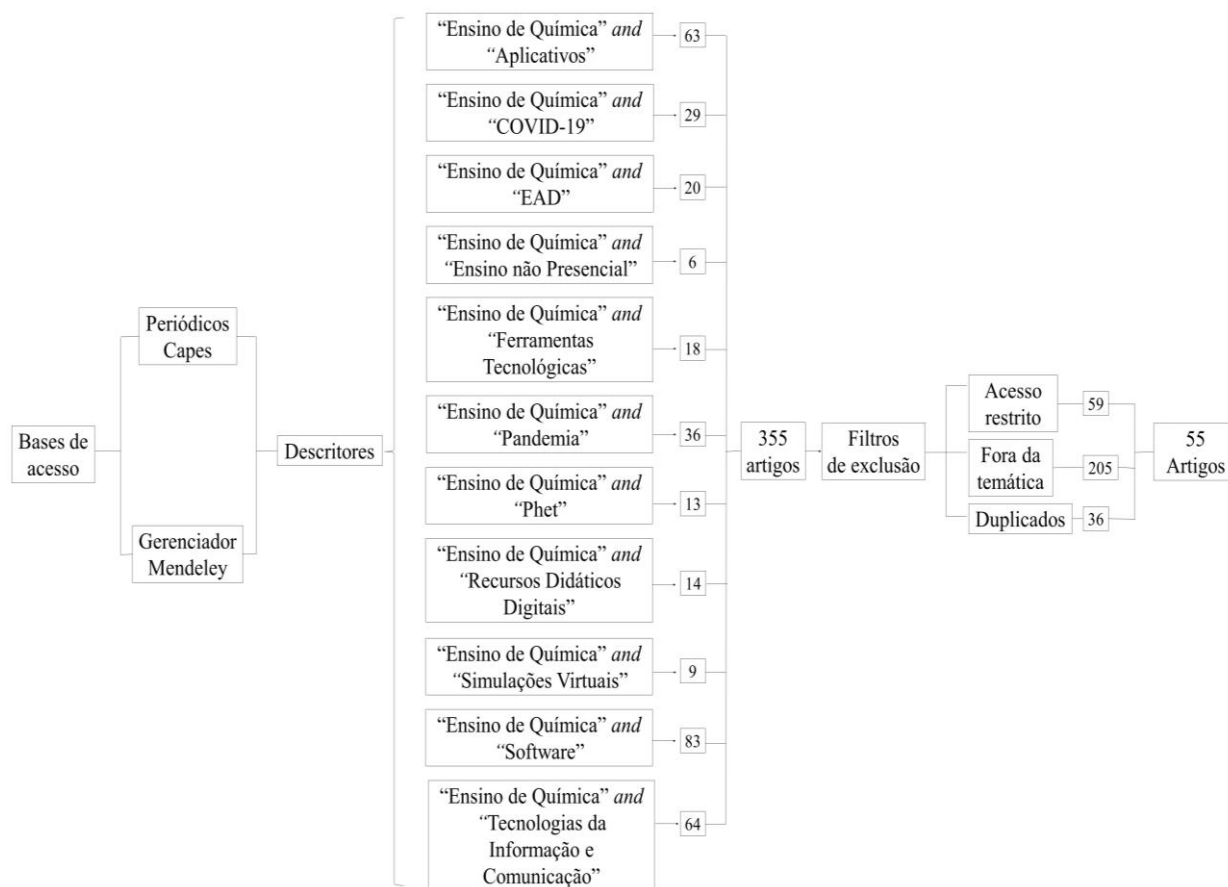 Bases de
acesso
Periódicos
Capes
Gerenciador
Mendeley
Descritores
“Ensino de Química” and
“Aplicativos”
63
“Ensino de Química” and
“COVID-19”
29
“Ensino de Química” and
“EAD”
20
“Ensino de Química” and
“Ensino não Presencial”
6
“Ensino de Química” and
“Ferramentas
Tecnológicas”
18
“Ensino de Química” and
“Pandemia”
36
“Ensino de Química” and
“Phet”
13
“Ensino de Química” and
“Recursos Didáticos
Digitais”
14
“Ensino de Química” and
“Simulações Virtuais”
9
“Ensino de Química” and
“Software”
83
“Ensino de Química” and
“Tecnologias da
Informação e
Comunicação”
64
355
artigos
Filtros
de exclusão
Acesso
restrito
59
Fora da
temática
205
Duplicados
36
55
Artigos